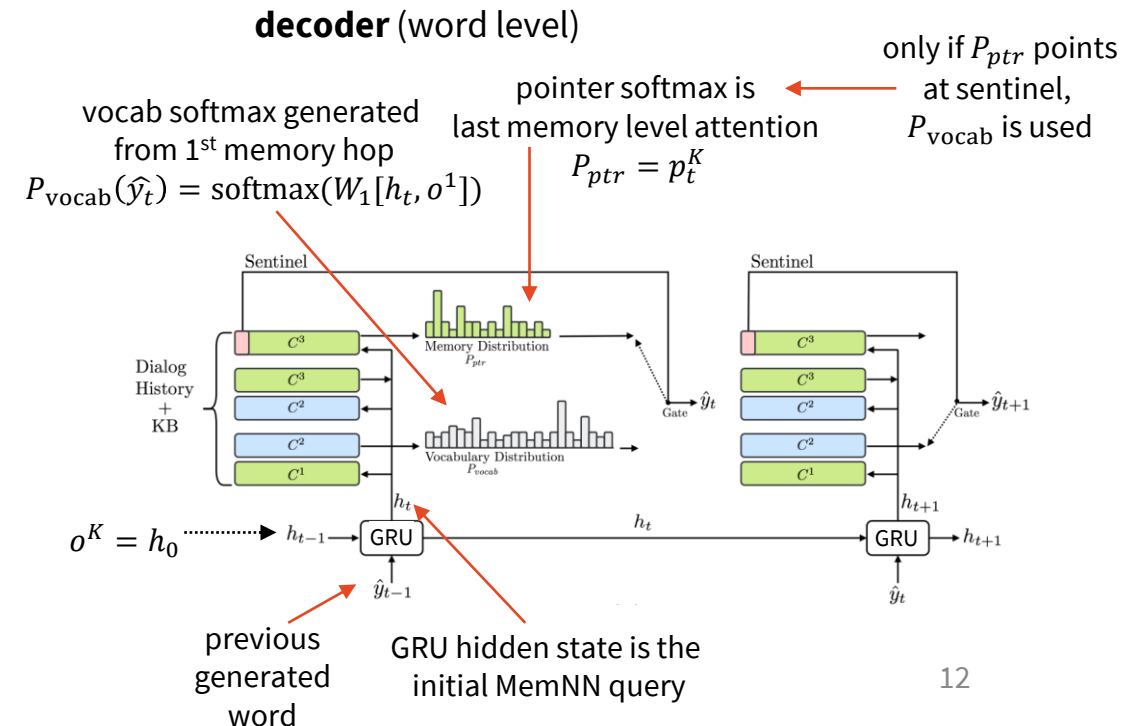 decoder (word level)
only if P_ptr points
at sentinel,
P_vocab is used
pointer softmax is
last memory level attention
P_ptr = p_t^K
vocab softmax generated
from 1st memory hop
P_vocab(ŷ_t) = softmax(W_1[h_t, o^1])
Sentinel
Sentinel
C^3
Memory Distribution
P_ptr
C^3
Dialog
History
+
KB
C^3
C^2
C^2
Vocabulary Distribution
P_vocab
C^1
Gate
ŷ_t
C^3
C^2
C^2
C^1
Gate
ŷ_{t+1}
h_t
h_{t+1}
o^K = h_0
h_{t−1}
GRU
h_t
GRU
h_{t+1}
ŷ_{t−1}
ŷ_t
previous
generated
word
GRU hidden state is the
initial MemNN query
12